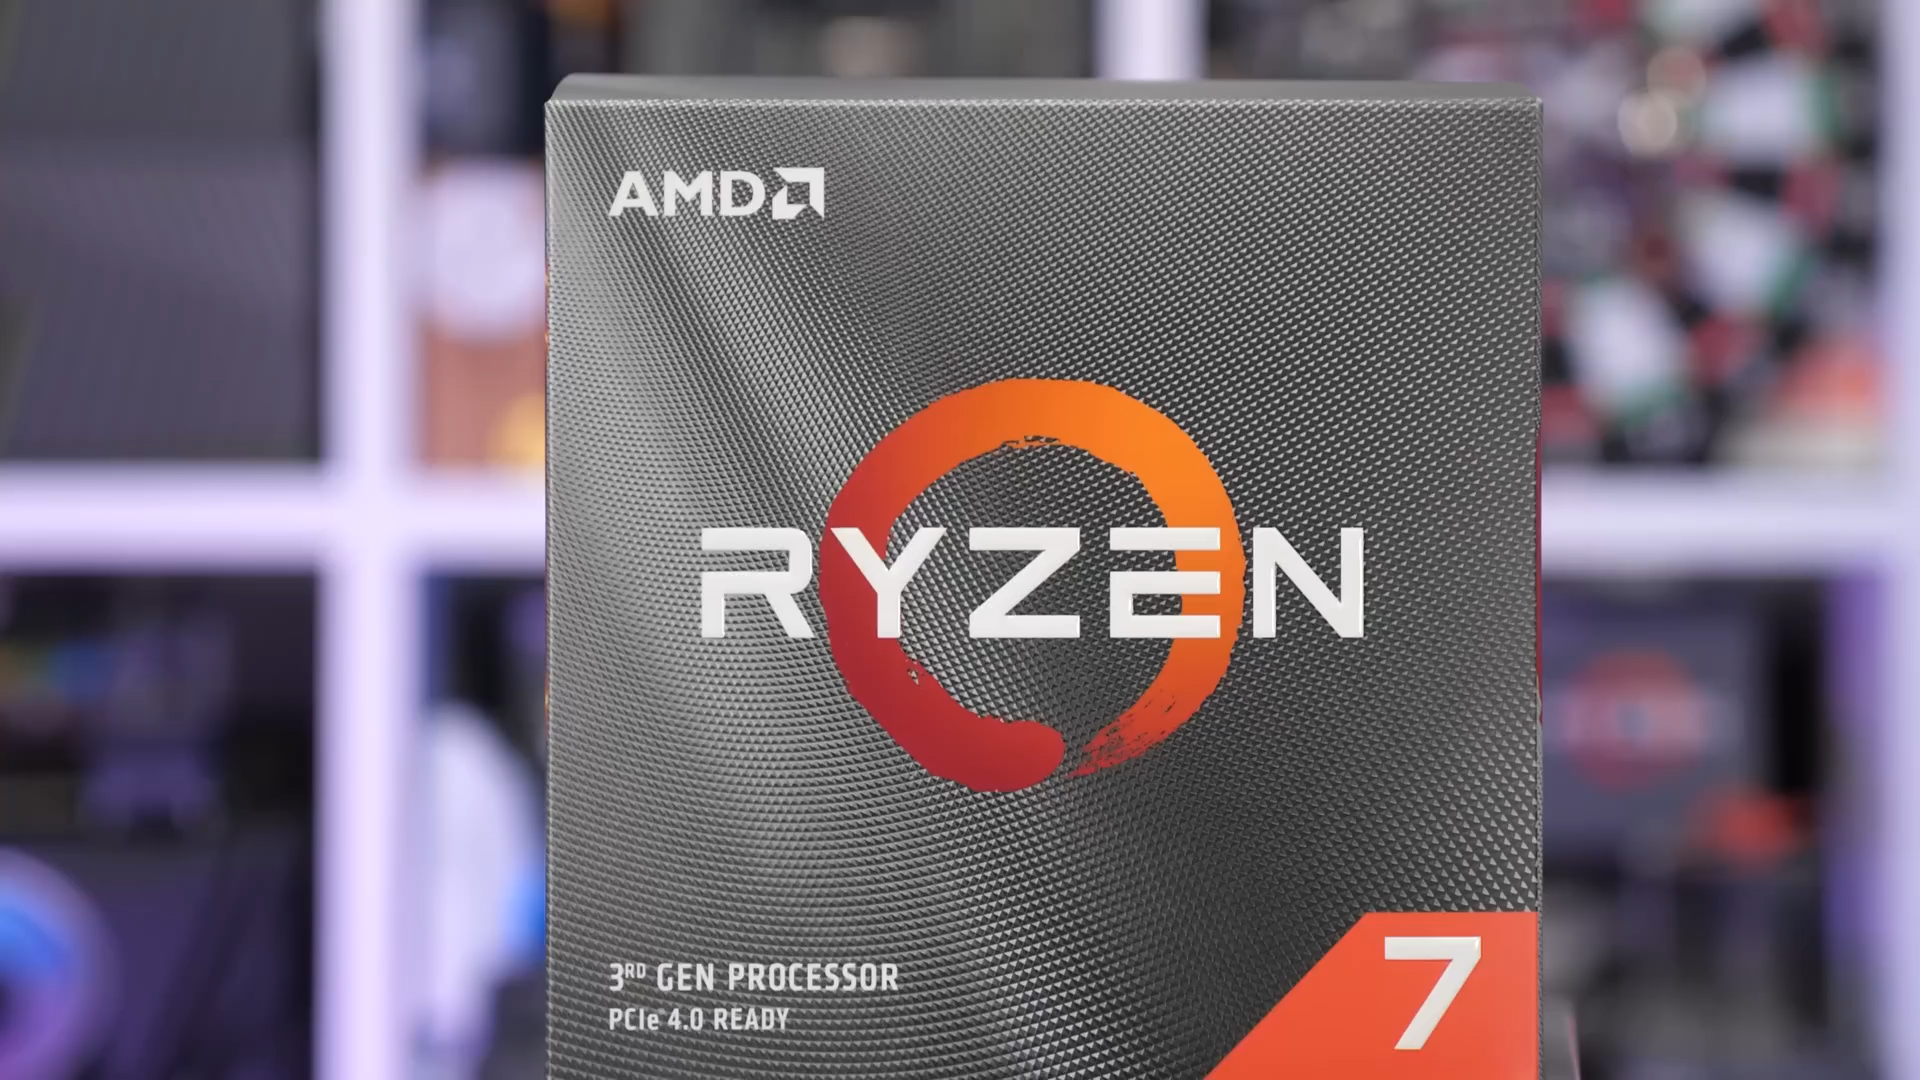 AMD
RYZEN
3RD GEN PROCESSOR
PCIe 4.0 READY
7